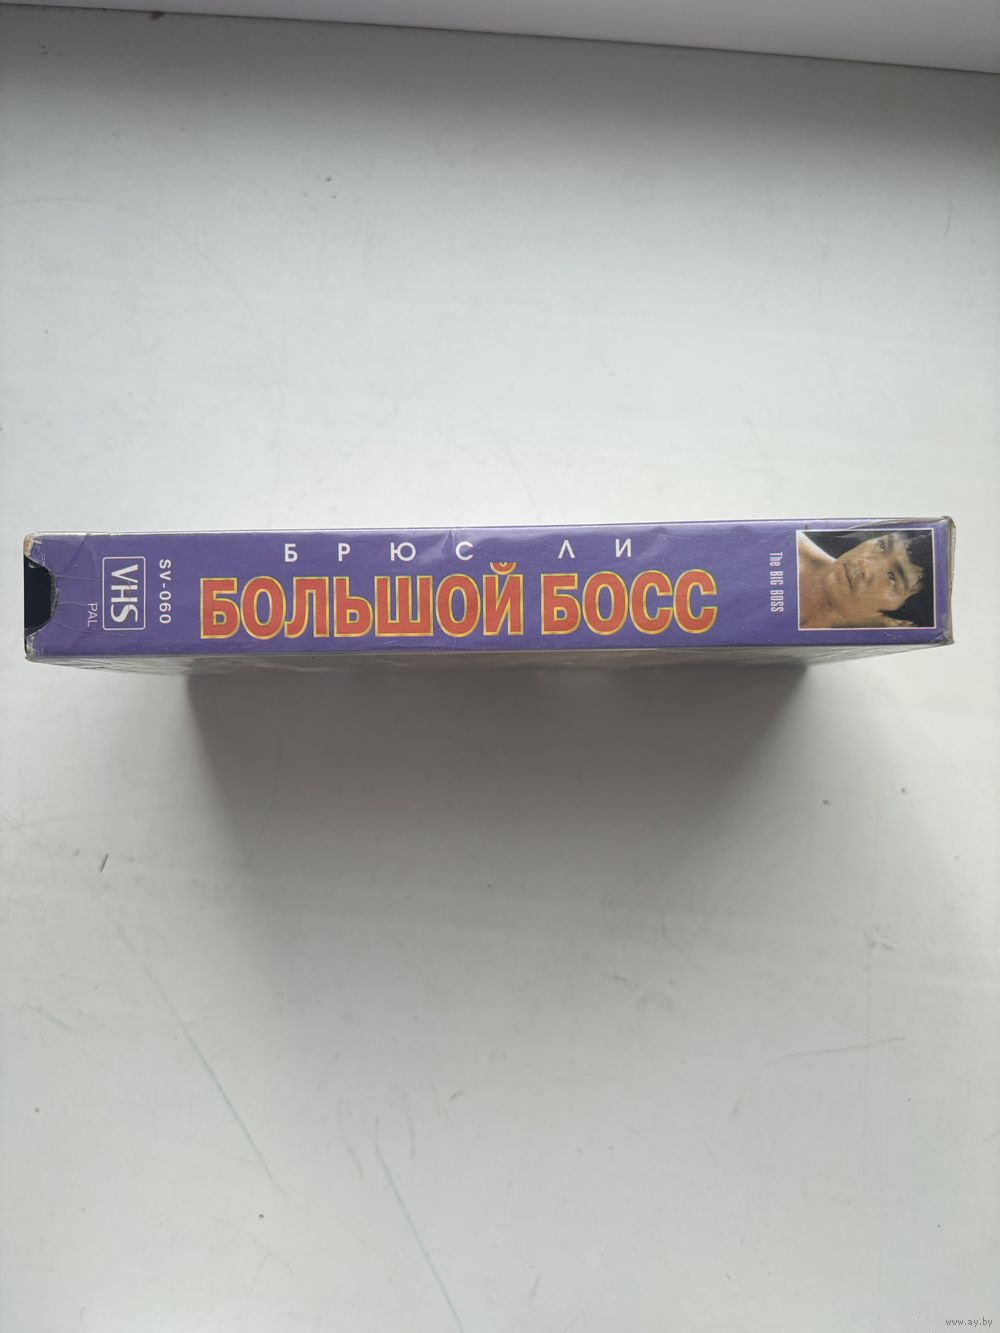 БРЮС ЛИ
БОЛЬШОЙ БОСС
The BIG BOSS
SV-060
VHS
PAL
www.ay.by